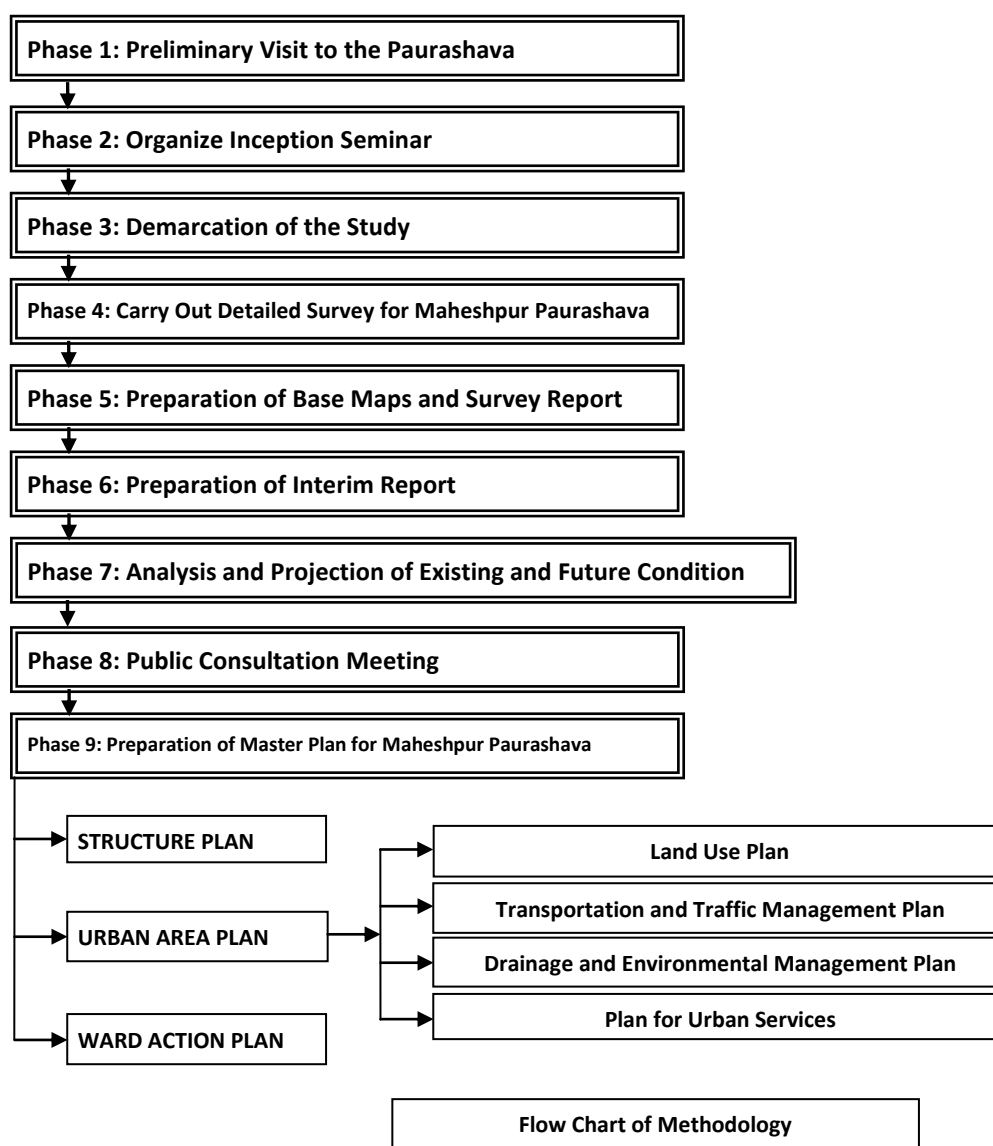 Phase 1: Preliminary Visit to the Paurashava
Phase 2: Organize Inception Seminar
Phase 3: Demarcation of the Study
Phase 4: Carry Out Detailed Survey for Maheshpur Paurashava
Phase 5: Preparation of Base Maps and Survey Report
Phase 6: Preparation of Interim Report
Phase 7: Analysis and Projection of Existing and Future Condition
Phase 8: Public Consultation Meeting
Phase 9: Preparation of Master Plan for Maheshpur Paurashava
STRUCTURE PLAN
URBAN AREA PLAN
WARD ACTION PLAN
Land Use Plan
Transportation and Traffic Management Plan
Drainage and Environmental Management Plan
Plan for Urban Services
Flow Chart of Methodology